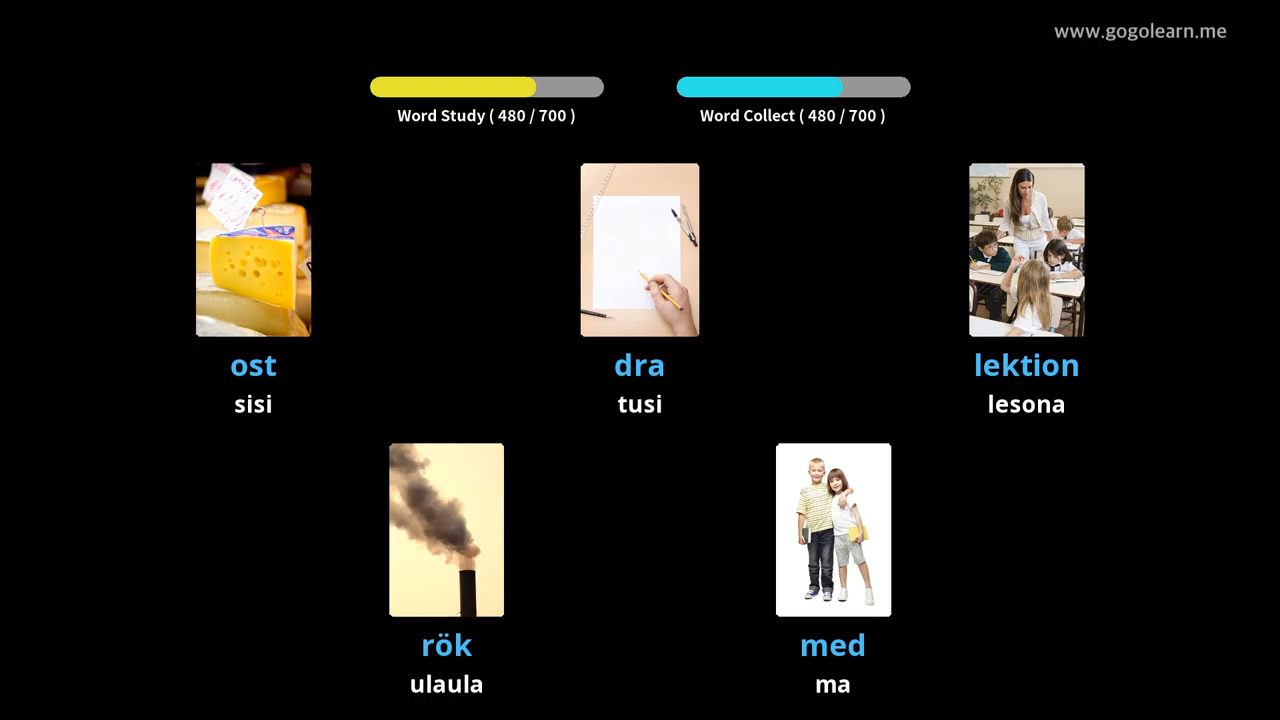 www.gogolearn.me
Word Study ( 480 / 700 )
Word Collect ( 480 / 700 )
ost
sisi
dra
tusi
lektion
lesona
rök
ulaula
med
ma